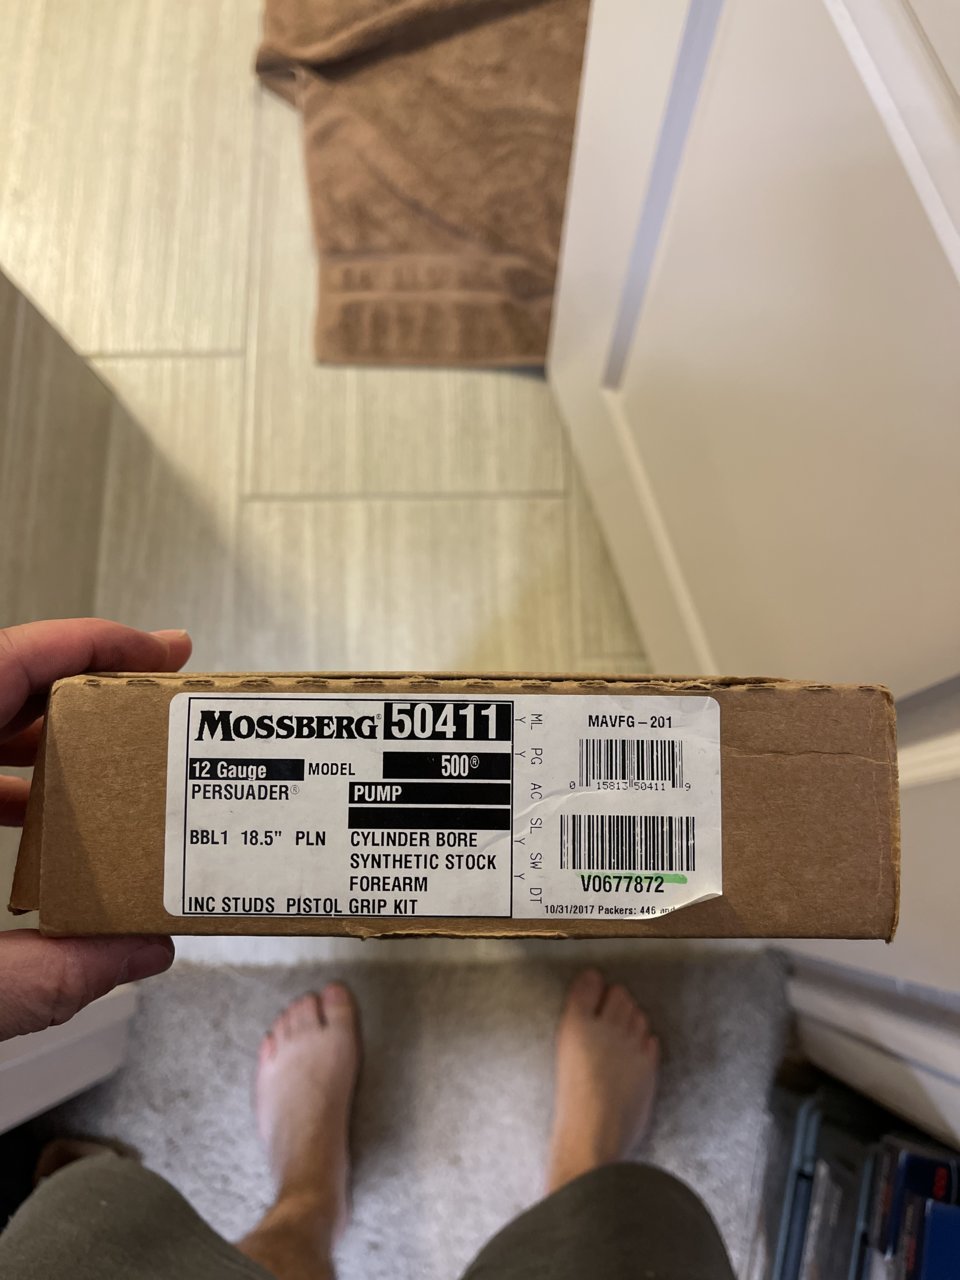 MOSSBERG® 50411
12 Gauge MODEL 500®
PERSUADER® PUMP
BBL1 18.5" PLN CYLINDER BORE
SYNTHETIC STOCK
FOREARM
INC STUDS PISTOL GRIP KIT
ML PG AC SL SW DT
Y Y Y Y
MAVFG-201
0 15813 50411 9
V0677872
10/31/2017 Packers: 446